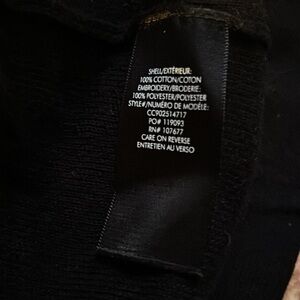 SHELL/EXTÉRIEUR:
100% COTTON/COTON
EMBROIDERY/BRODERIE:
100% POLYESTER/POLYESTER
STYLE#/NUMÉRO DE MODÈLE:
CC902514717
PO# 119093
RN# 107677
CARE ON REVERSE
ENTRETIEN AU VERSO